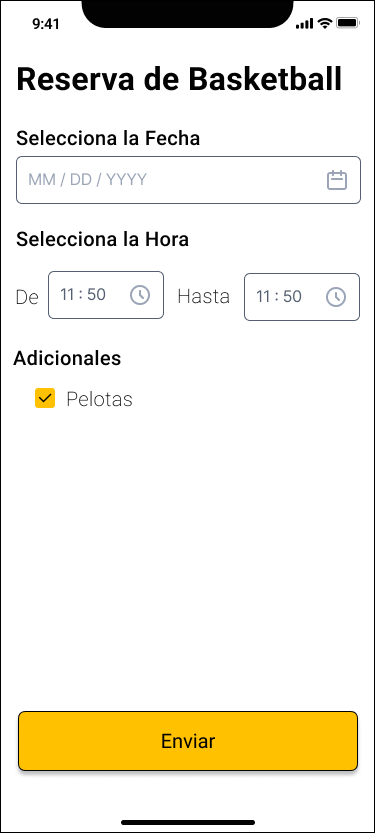 9:41
Reserva de Basketball
Selecciona la Fecha
MM / DD / YYYY
Selecciona la Hora
De 11 : 50 Hasta 11 : 50
Adicionales
Pelotas
Enviar